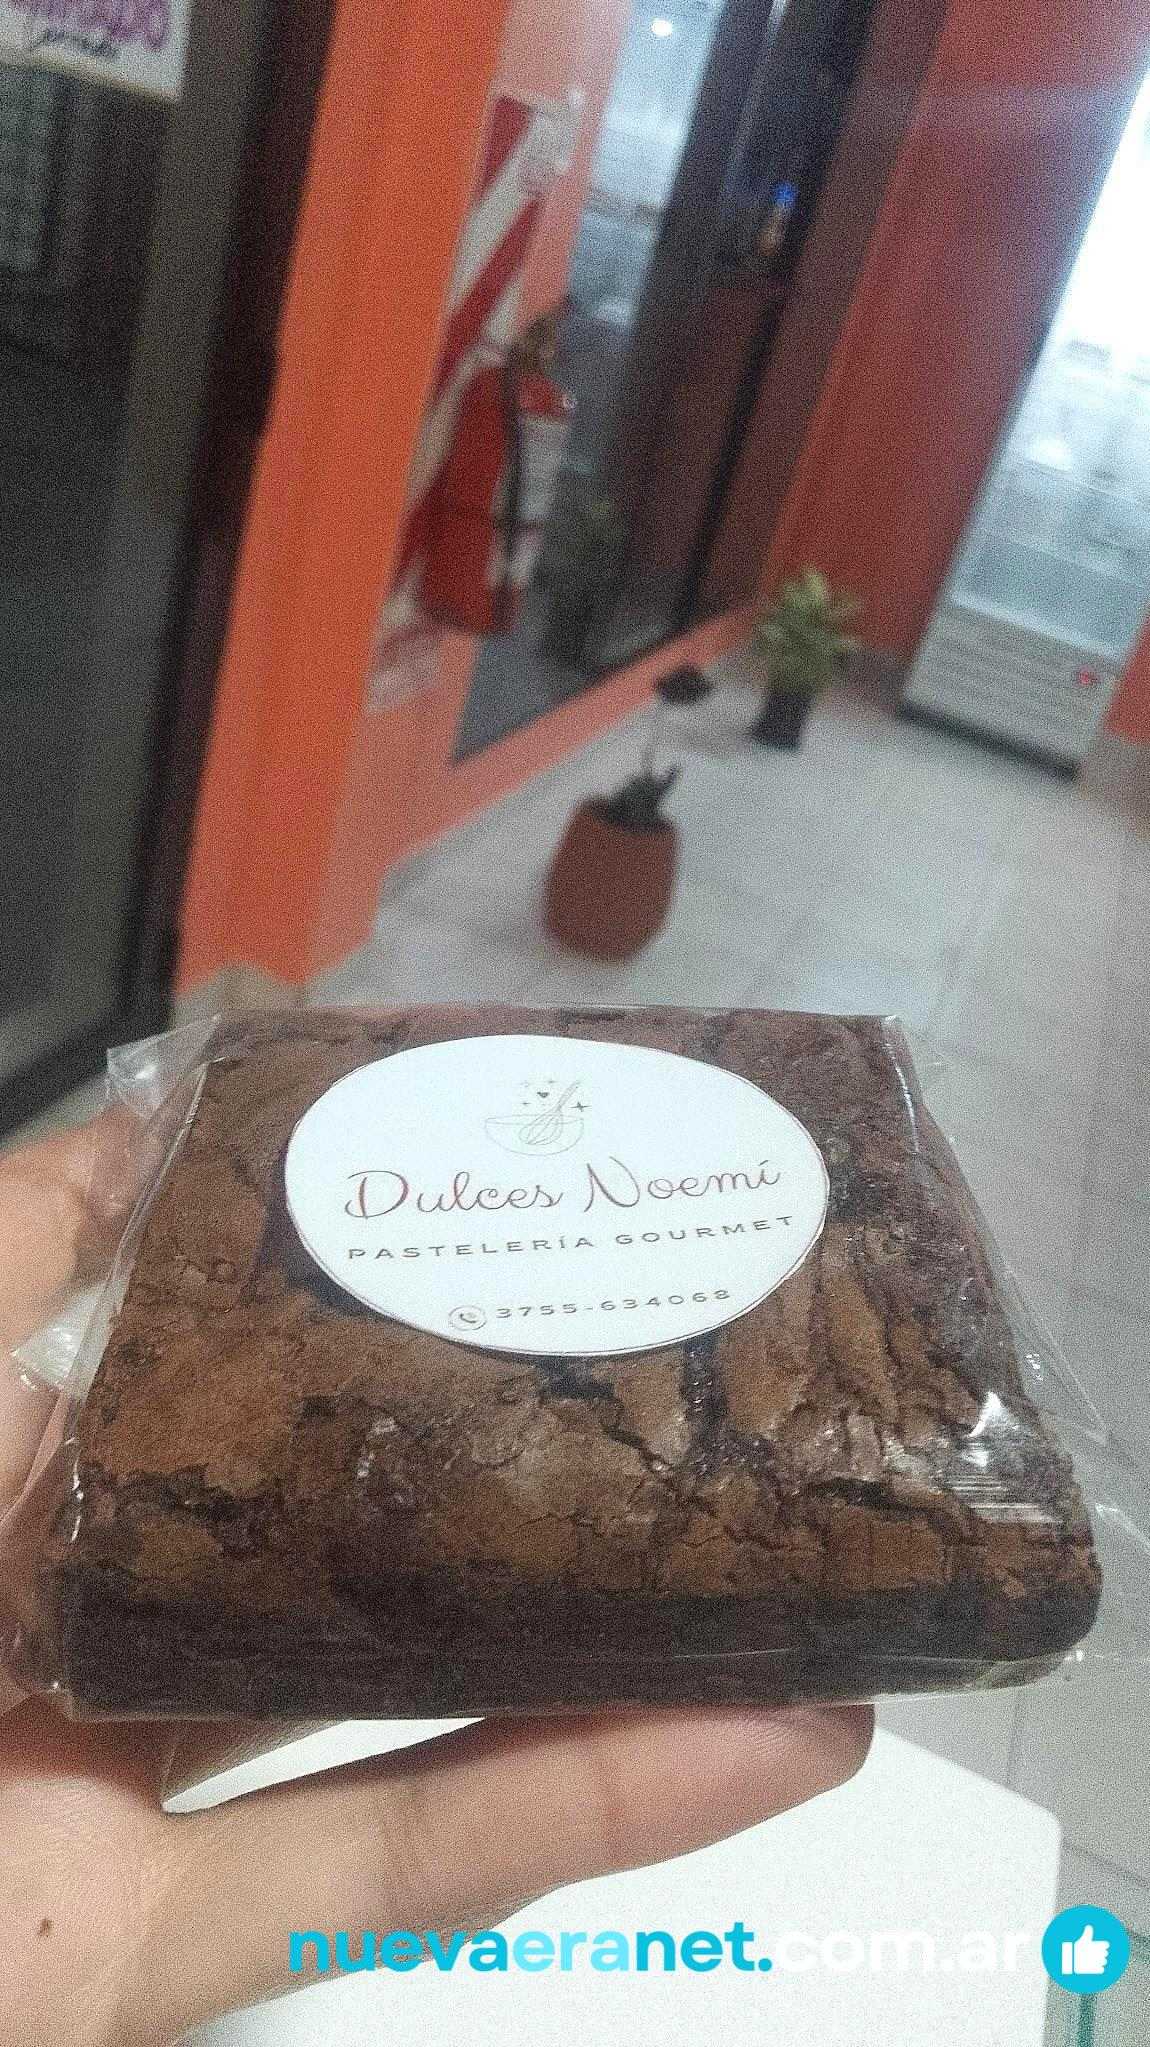 Dulces Noemí
PASTELERÍA GOURMET
3755-634068
nuevaeranet.com.ar